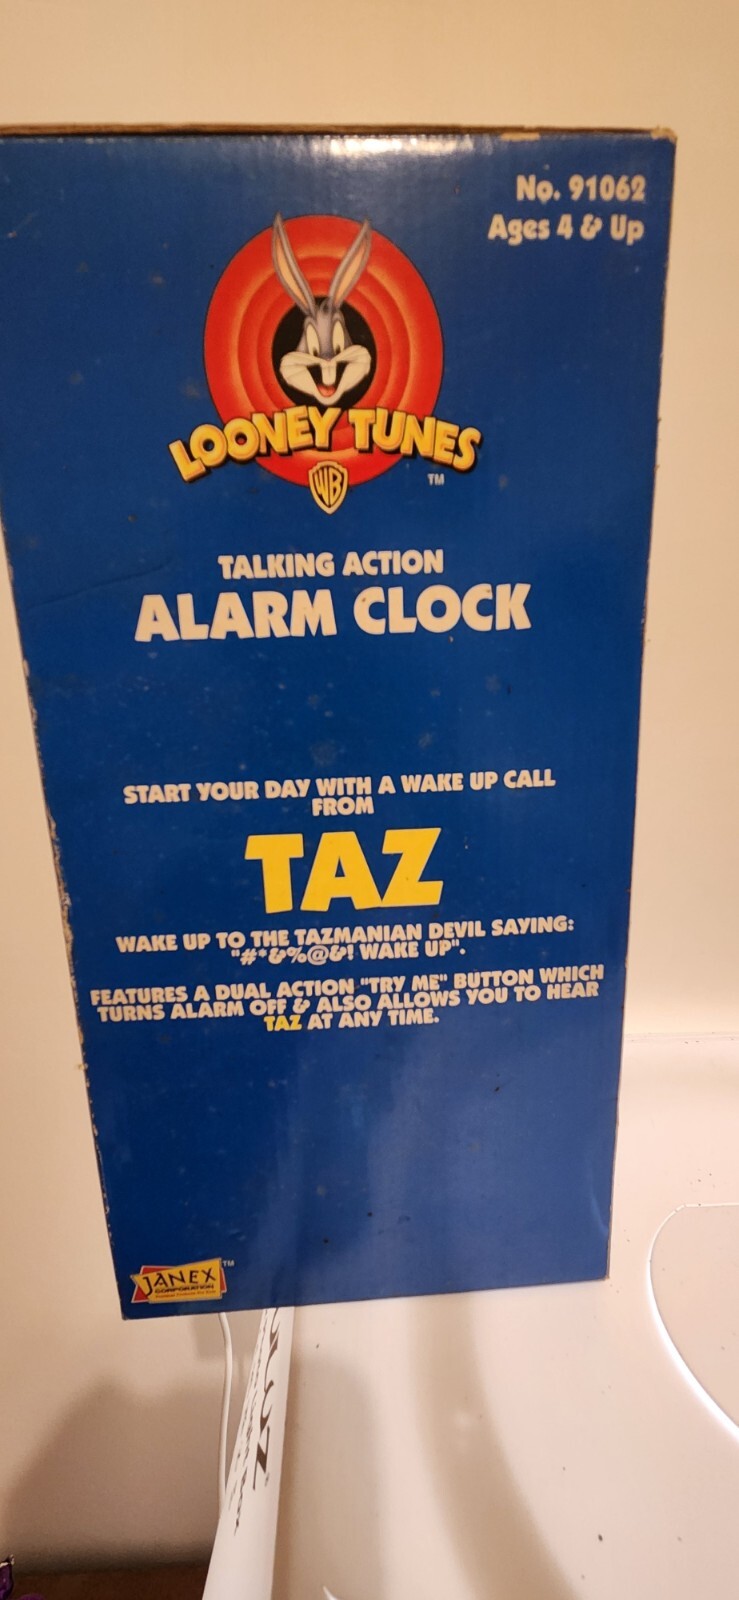 No. 91062
Ages 4 & Up
LOONEY TUNES
WB
TM
TALKING ACTION
ALARM CLOCK
START YOUR DAY WITH A WAKE UP CALL
FROM
TAZ
WAKE UP TO THE TAZMANIAN DEVIL SAYING:
"#*&%@&! WAKE UP".
FEATURES A DUAL ACTION "TRY ME" BUTTON WHICH
TURNS ALARM OFF & ALSO ALLOWS YOU TO HEAR
TAZ AT ANY TIME.
JANEX
TM
CORPORATION